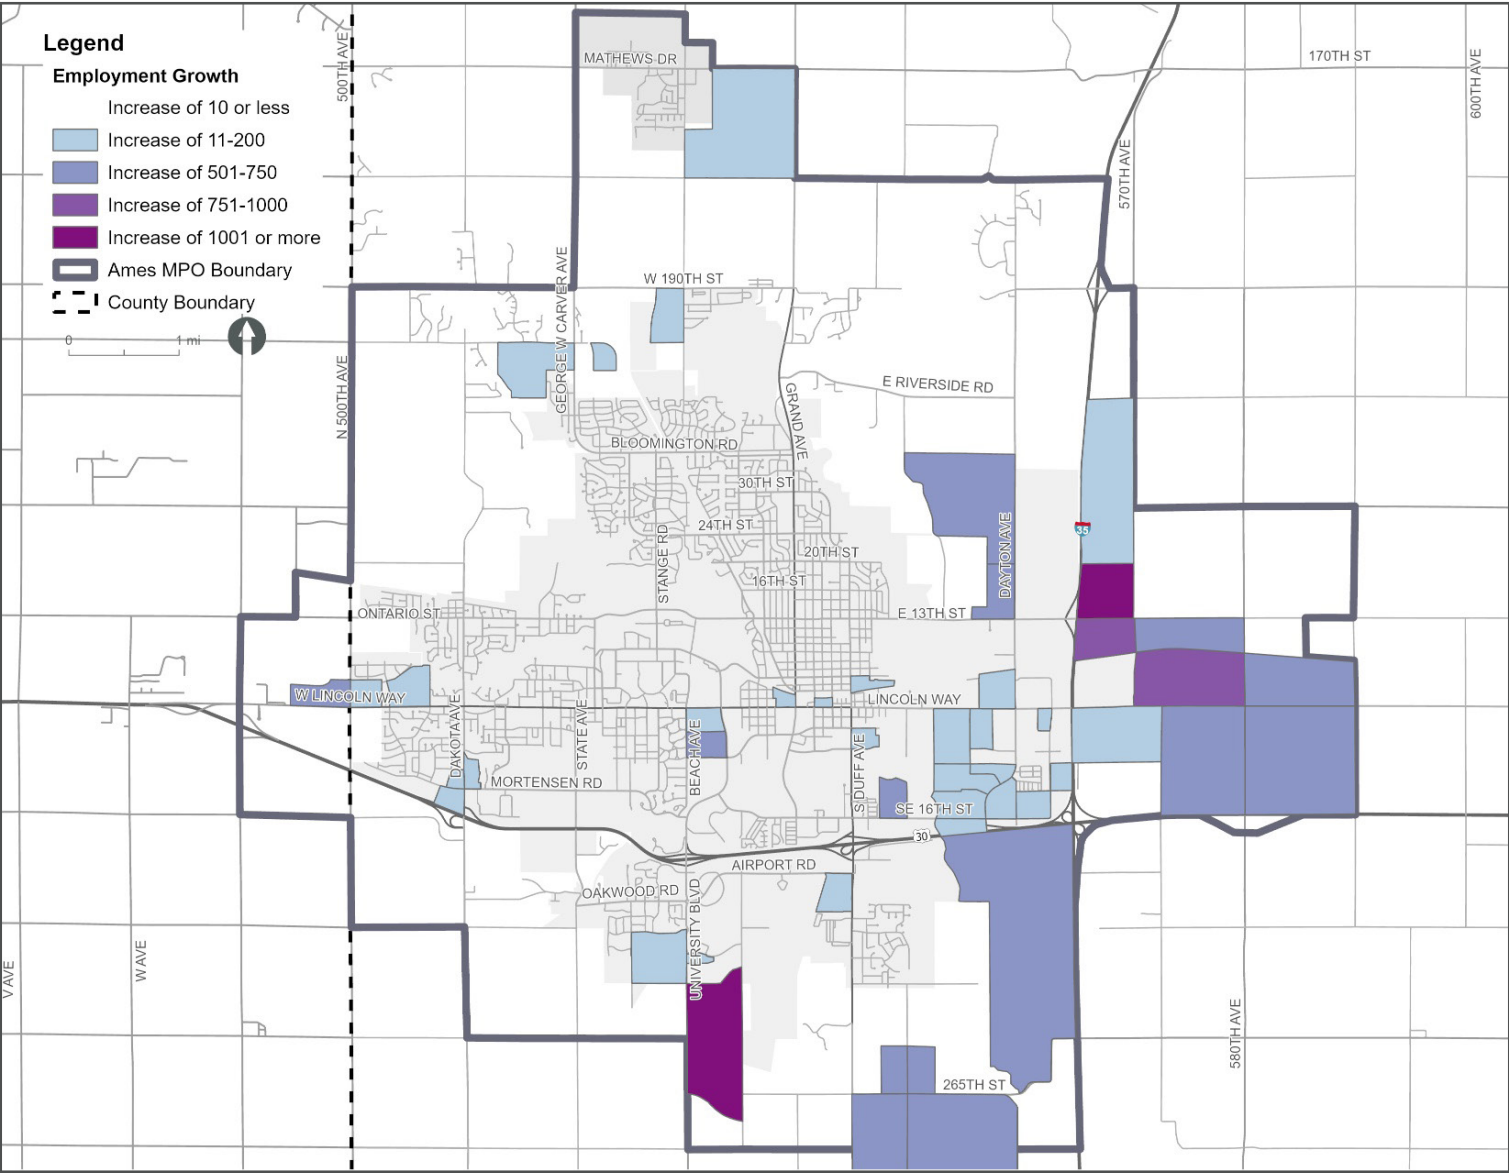 Legend
Employment Growth
Increase of 10 or less
Increase of 11-200
Increase of 501-750
Increase of 751-1000
Increase of 1001 or more
Ames MPO Boundary
County Boundary
0 1 mi
500TH AVE
MATHEWS DR
170TH ST
600TH AVE
570TH AVE
W 190TH ST
GEORGE W CARVER AVE
N 500TH AVE
E RIVERSIDE RD
GRAND AVE
BLOOMINGTON RD
30TH ST
24TH ST
STANGE RD
20TH ST
16TH ST
DAYTON AVE
35
ONTARIO ST
E 13TH ST
W LINCOLN WAY
LINCOLN WAY
DAKOTA AVE
STATE AVE
BEACH AVE
S DUFF AVE
MORTENSEN RD
SE 16TH ST
30
AIRPORT RD
OAKWOOD RD
UNIVERSITY BLVD
V AVE
W AVE
580TH AVE
265TH ST